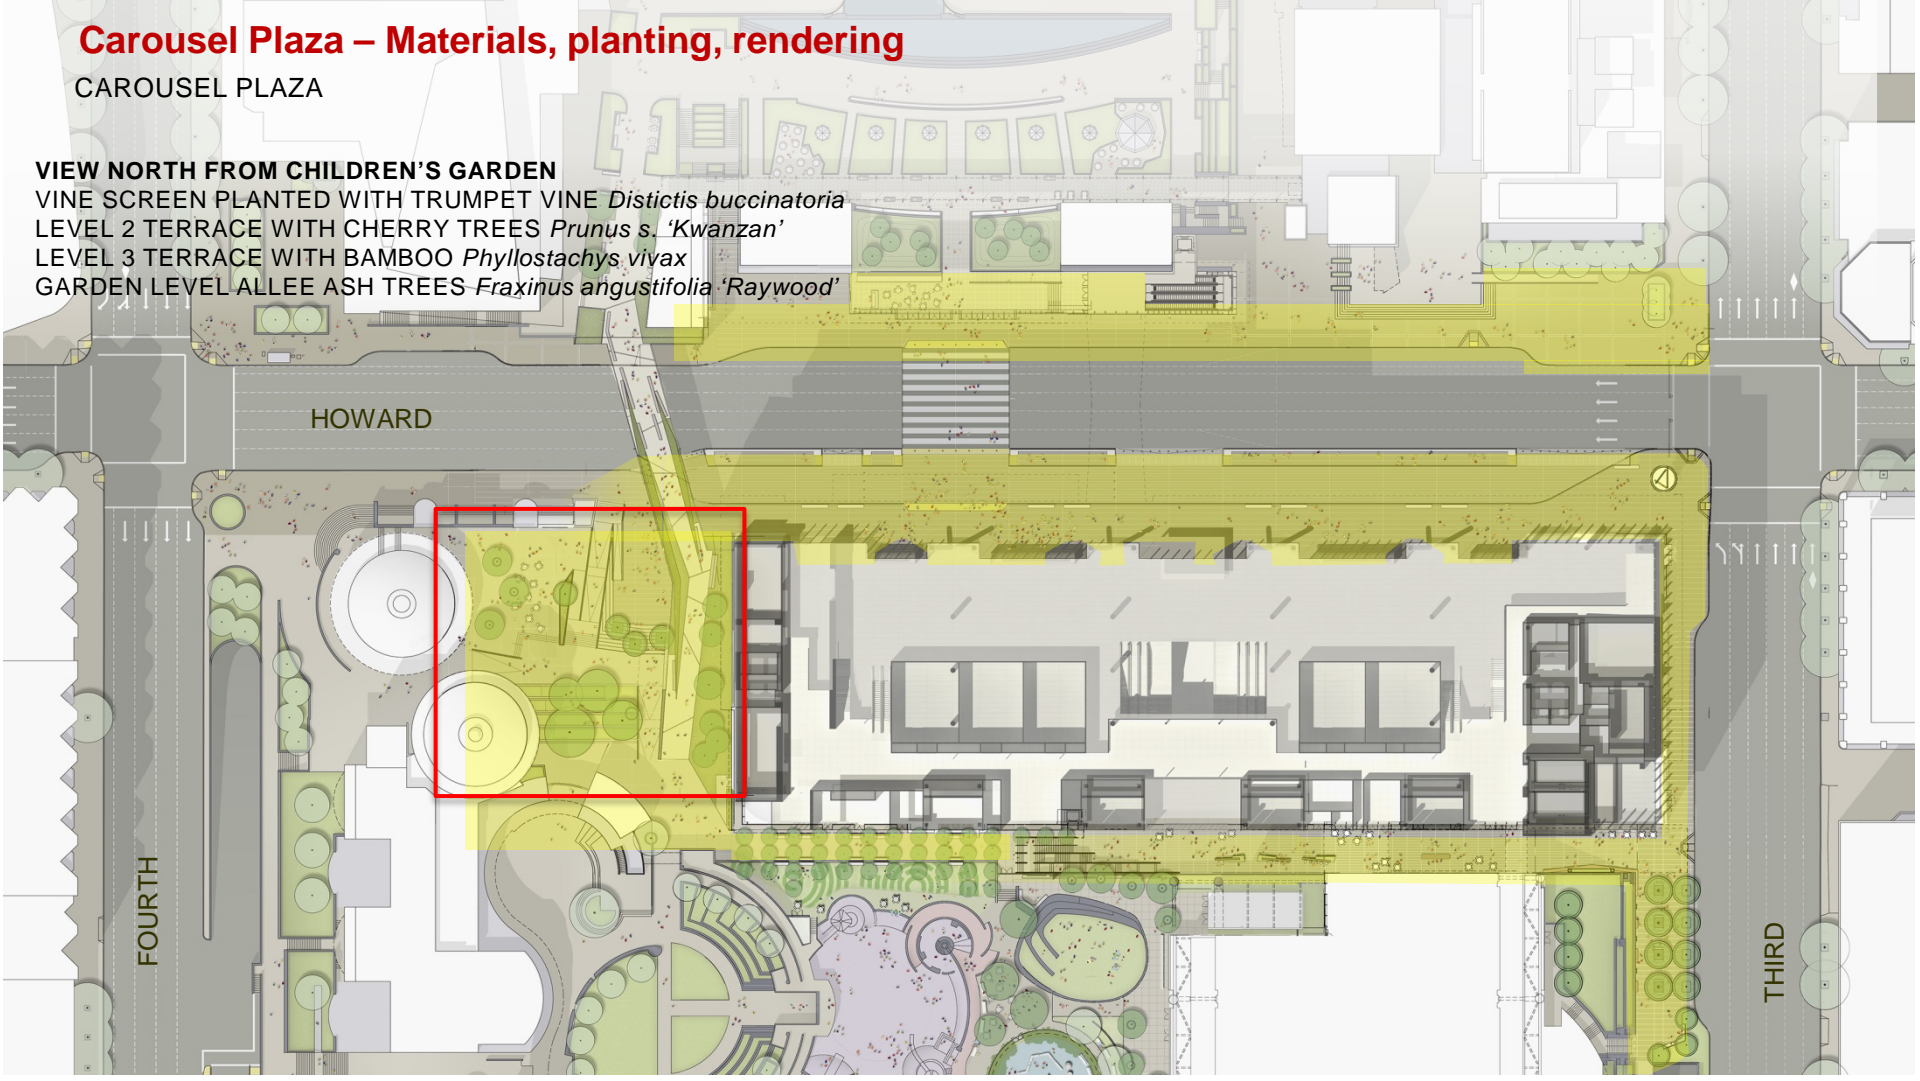 Carousel Plaza – Materials, planting, rendering
CAROUSEL PLAZA
VIEW NORTH FROM CHILDREN’S GARDEN
VINE SCREEN PLANTED WITH TRUMPET VINE Distictis buccinatoria
LEVEL 2 TERRACE WITH CHERRY TREES Prunus s. ‘Kwanzan’
LEVEL 3 TERRACE WITH BAMBOO Phyllostachys vivax
GARDEN LEVEL ALLEE ASH TREES Fraxinus angustifolia ‘Raywood’
HOWARD
FOURTH
THIRD